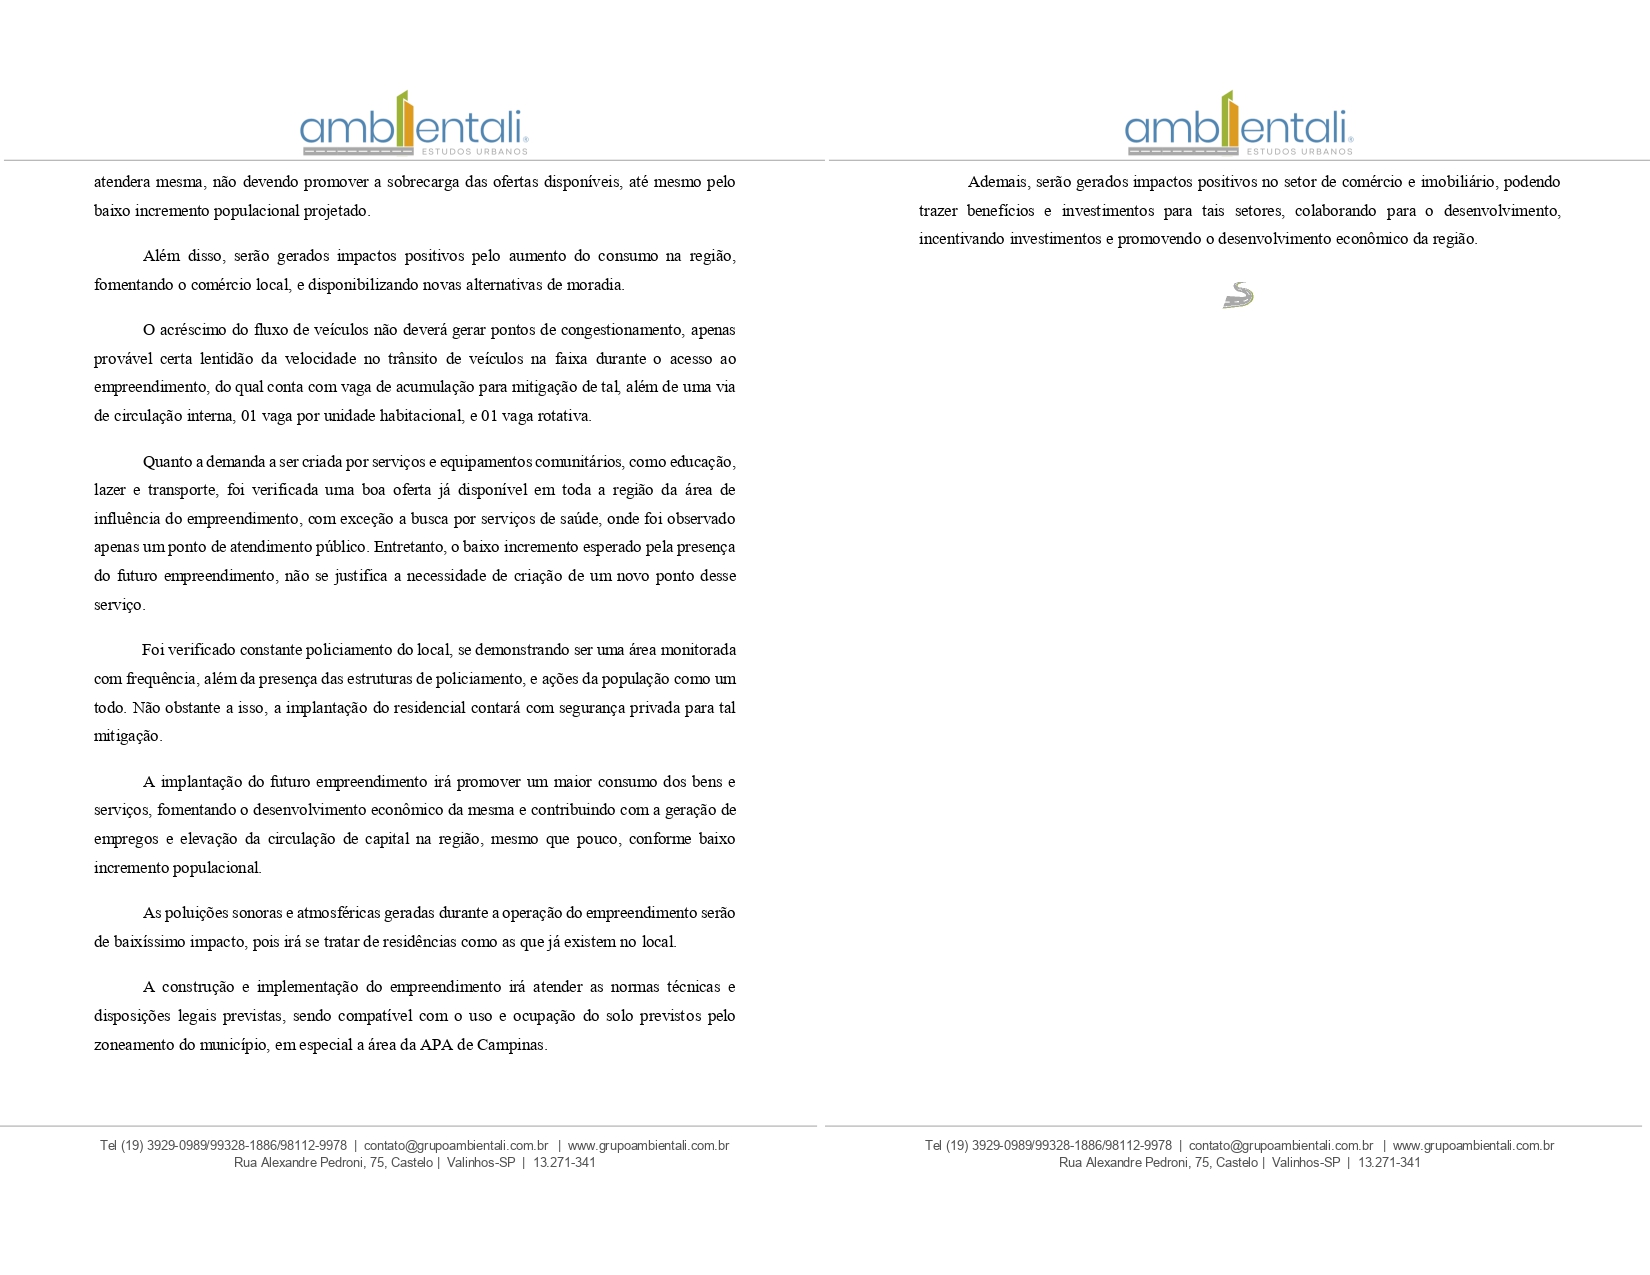 ambientali
ESTUDOS URBANOS
atendera mesma, não devendo promover a sobrecarga das ofertas disponíveis, até mesmo pelo
baixo incremento populacional projetado.
Além disso, serão gerados impactos positivos pelo aumento do consumo na região,
fomentando o comércio local, e disponibilizando novas alternativas de moradia.
O acréscimo do fluxo de veículos não deverá gerar pontos de congestionamento, apenas
provável certa lentidão da velocidade no trânsito de veículos na faixa durante o acesso ao
empreendimento, do qual conta com vaga de acumulação para mitigação de tal, além de uma via
de circulação interna, 01 vaga por unidade habitacional, e 01 vaga rotativa.
Quanto a demanda a ser criada por serviços e equipamentos comunitários, como educação,
lazer e transporte, foi verificada uma boa oferta já disponível em toda a região da área de
influência do empreendimento, com exceção a busca por serviços de saúde, onde foi observado
apenas um ponto de atendimento público. Entretanto, o baixo incremento esperado pela presença
do futuro empreendimento, não se justifica a necessidade de criação de um novo ponto desse
serviço.
Foi verificado constante policiamento do local, se demonstrando ser uma área monitorada
com frequência, além da presença das estruturas de policiamento, e ações da população como um
todo. Não obstante a isso, a implantação do residencial contará com segurança privada para tal
mitigação.
A implantação do futuro empreendimento irá promover um maior consumo dos bens e
serviços, fomentando o desenvolvimento econômico da mesma e contribuindo com a geração de
empregos e elevação da circulação de capital na região, mesmo que pouco, conforme baixo
incremento populacional.
As poluições sonoras e atmosféricas geradas durante a operação do empreendimento serão
de baixíssimo impacto, pois irá se tratar de residências como as que já existem no local.
A construção e implementação do empreendimento irá atender as normas técnicas e
disposições legais previstas, sendo compatível com o uso e ocupação do solo previstos pelo
zoneamento do município, em especial a área da APA de Campinas.
Tel (19) 3929-0989/99328-1886/98112-9978 | contato@grupoambientali.com.br | www.grupoambientali.com.br
Rua Alexandre Pedroni, 75, Castelo | Valinhos-SP | 13.271-341
ambientali
ESTUDOS URBANOS
Ademais, serão gerados impactos positivos no setor de comércio e imobiliário, podendo
trazer benefícios e investimentos para tais setores, colaborando para o desenvolvimento,
incentivando investimentos e promovendo o desenvolvimento econômico da região.
Tel (19) 3929-0989/99328-1886/98112-9978 | contato@grupoambientali.com.br | www.grupoambientali.com.br
Rua Alexandre Pedroni, 75, Castelo | Valinhos-SP | 13.271-341